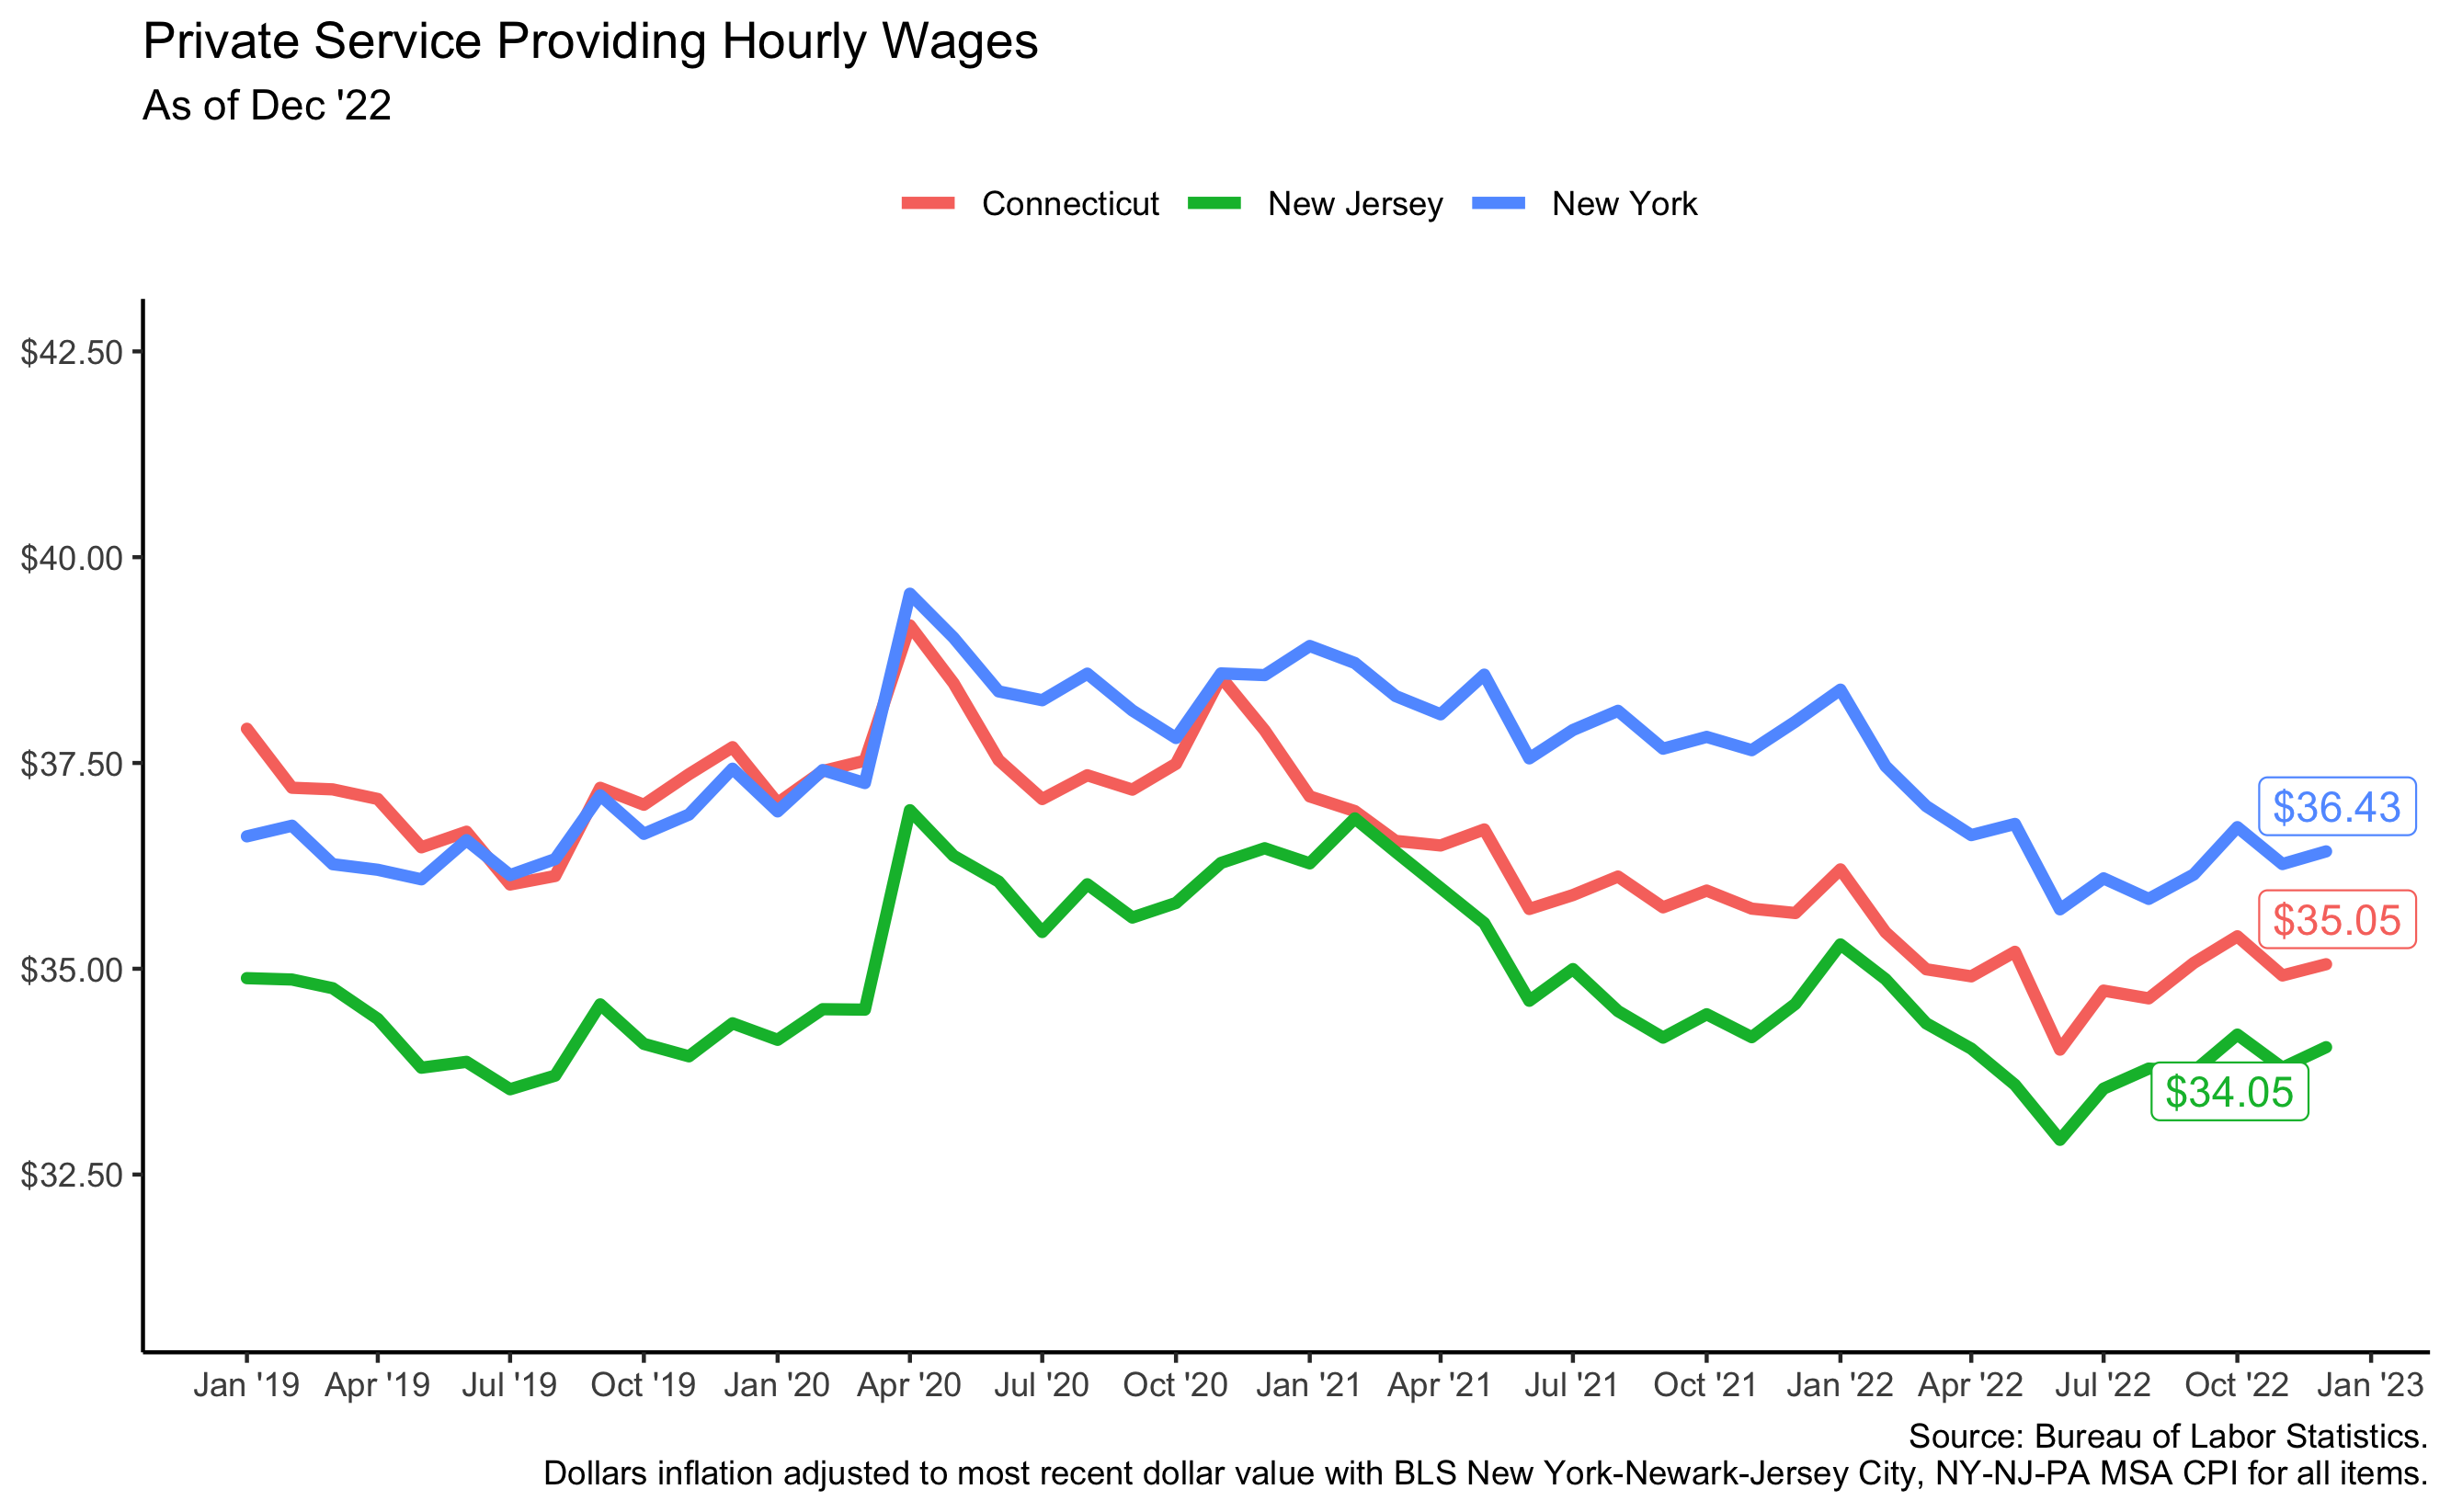 Private Service Providing Hourly Wages
As of Dec '22
Connecticut New Jersey New York
$42.50
$40.00
$37.50
$35.00
$32.50
$36.43
$35.05
$34.05
Jan '19 Apr '19 Jul '19 Oct '19 Jan '20 Apr '20 Jul '20 Oct '20 Jan '21 Apr '21 Jul '21 Oct '21 Jan '22 Apr '22 Jul '22 Oct '22 Jan '23
Source: Bureau of Labor Statistics.
Dollars inflation adjusted to most recent dollar value with BLS New York-Newark-Jersey City, NY-NJ-PA MSA CPI for all items.